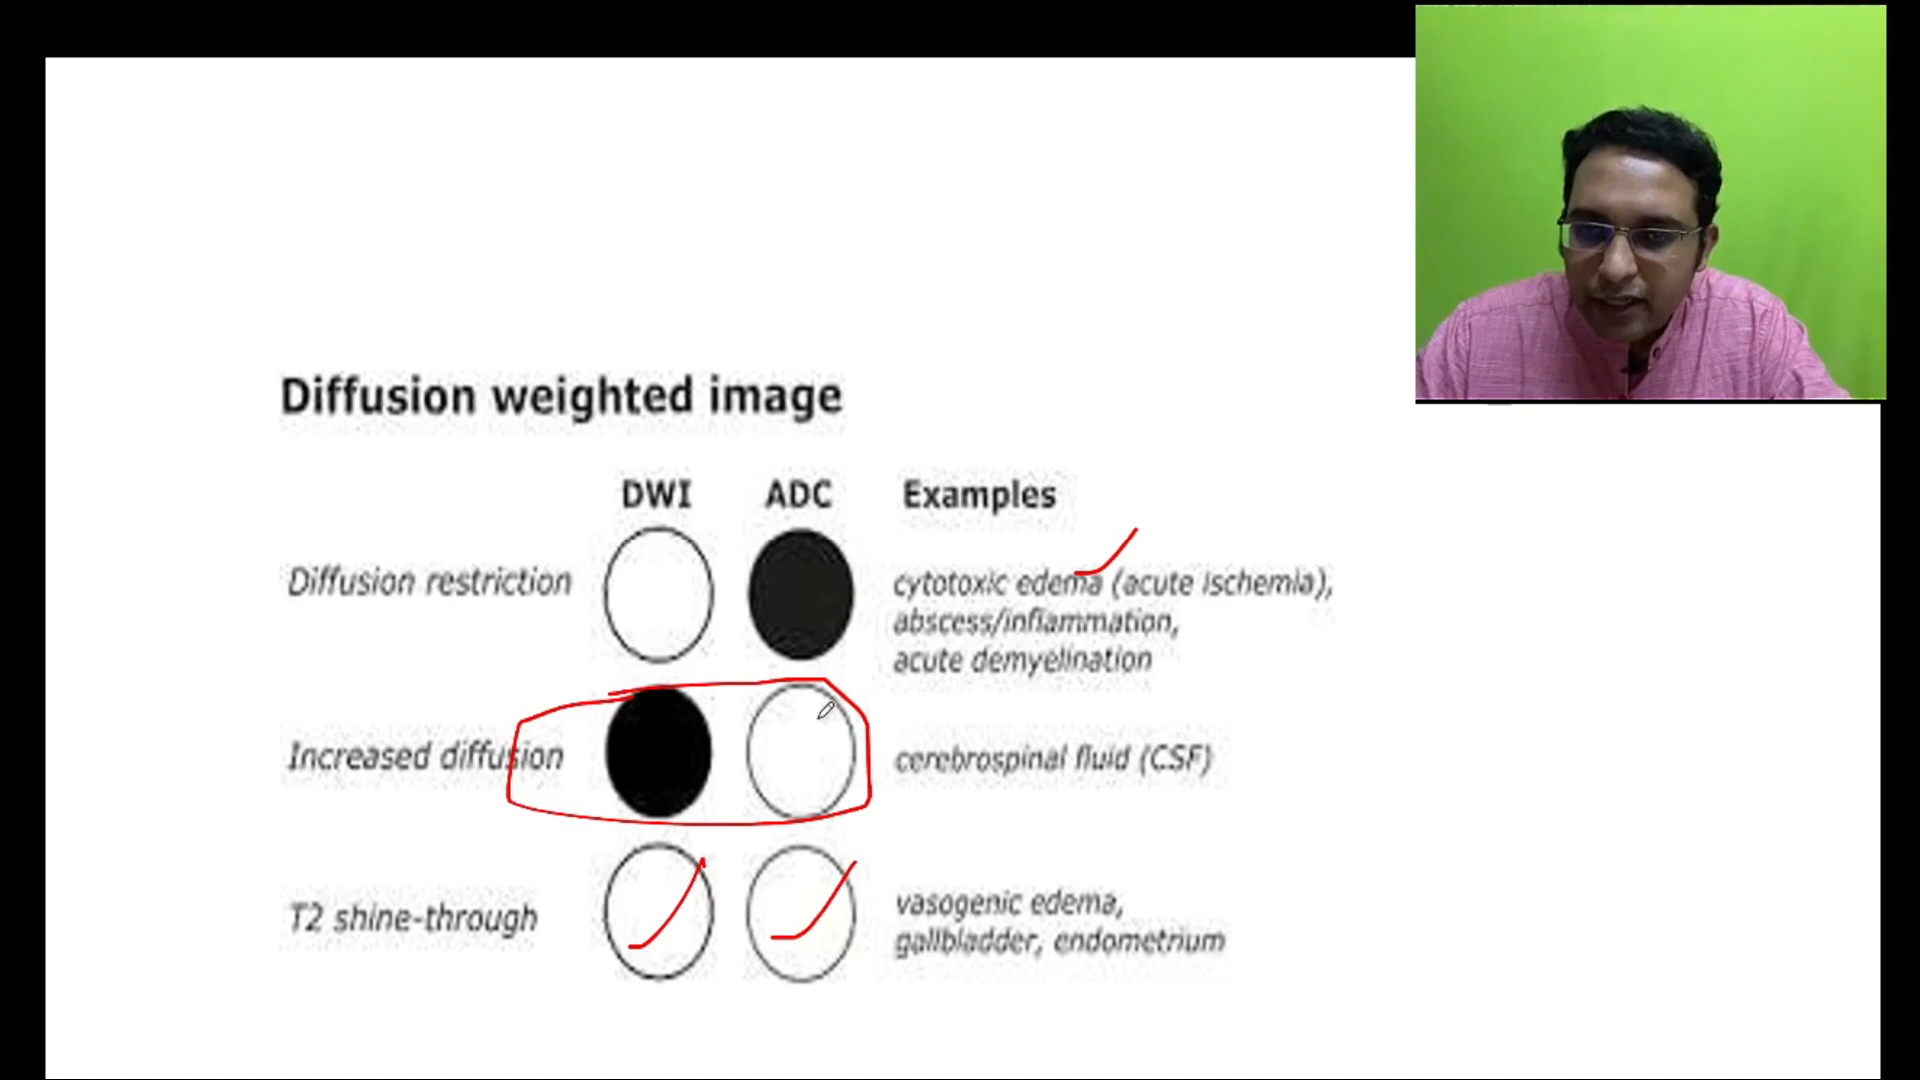 Diffusion weighted image
DWI ADC Examples
Diffusion restriction
cytotoxic edema (acute ischemia),
abscess/inflammation,
acute demyelination
Increased diffusion
cerebrospinal fluid (CSF)
T2 shine-through
vasogenic edema,
gallbladder, endometrium